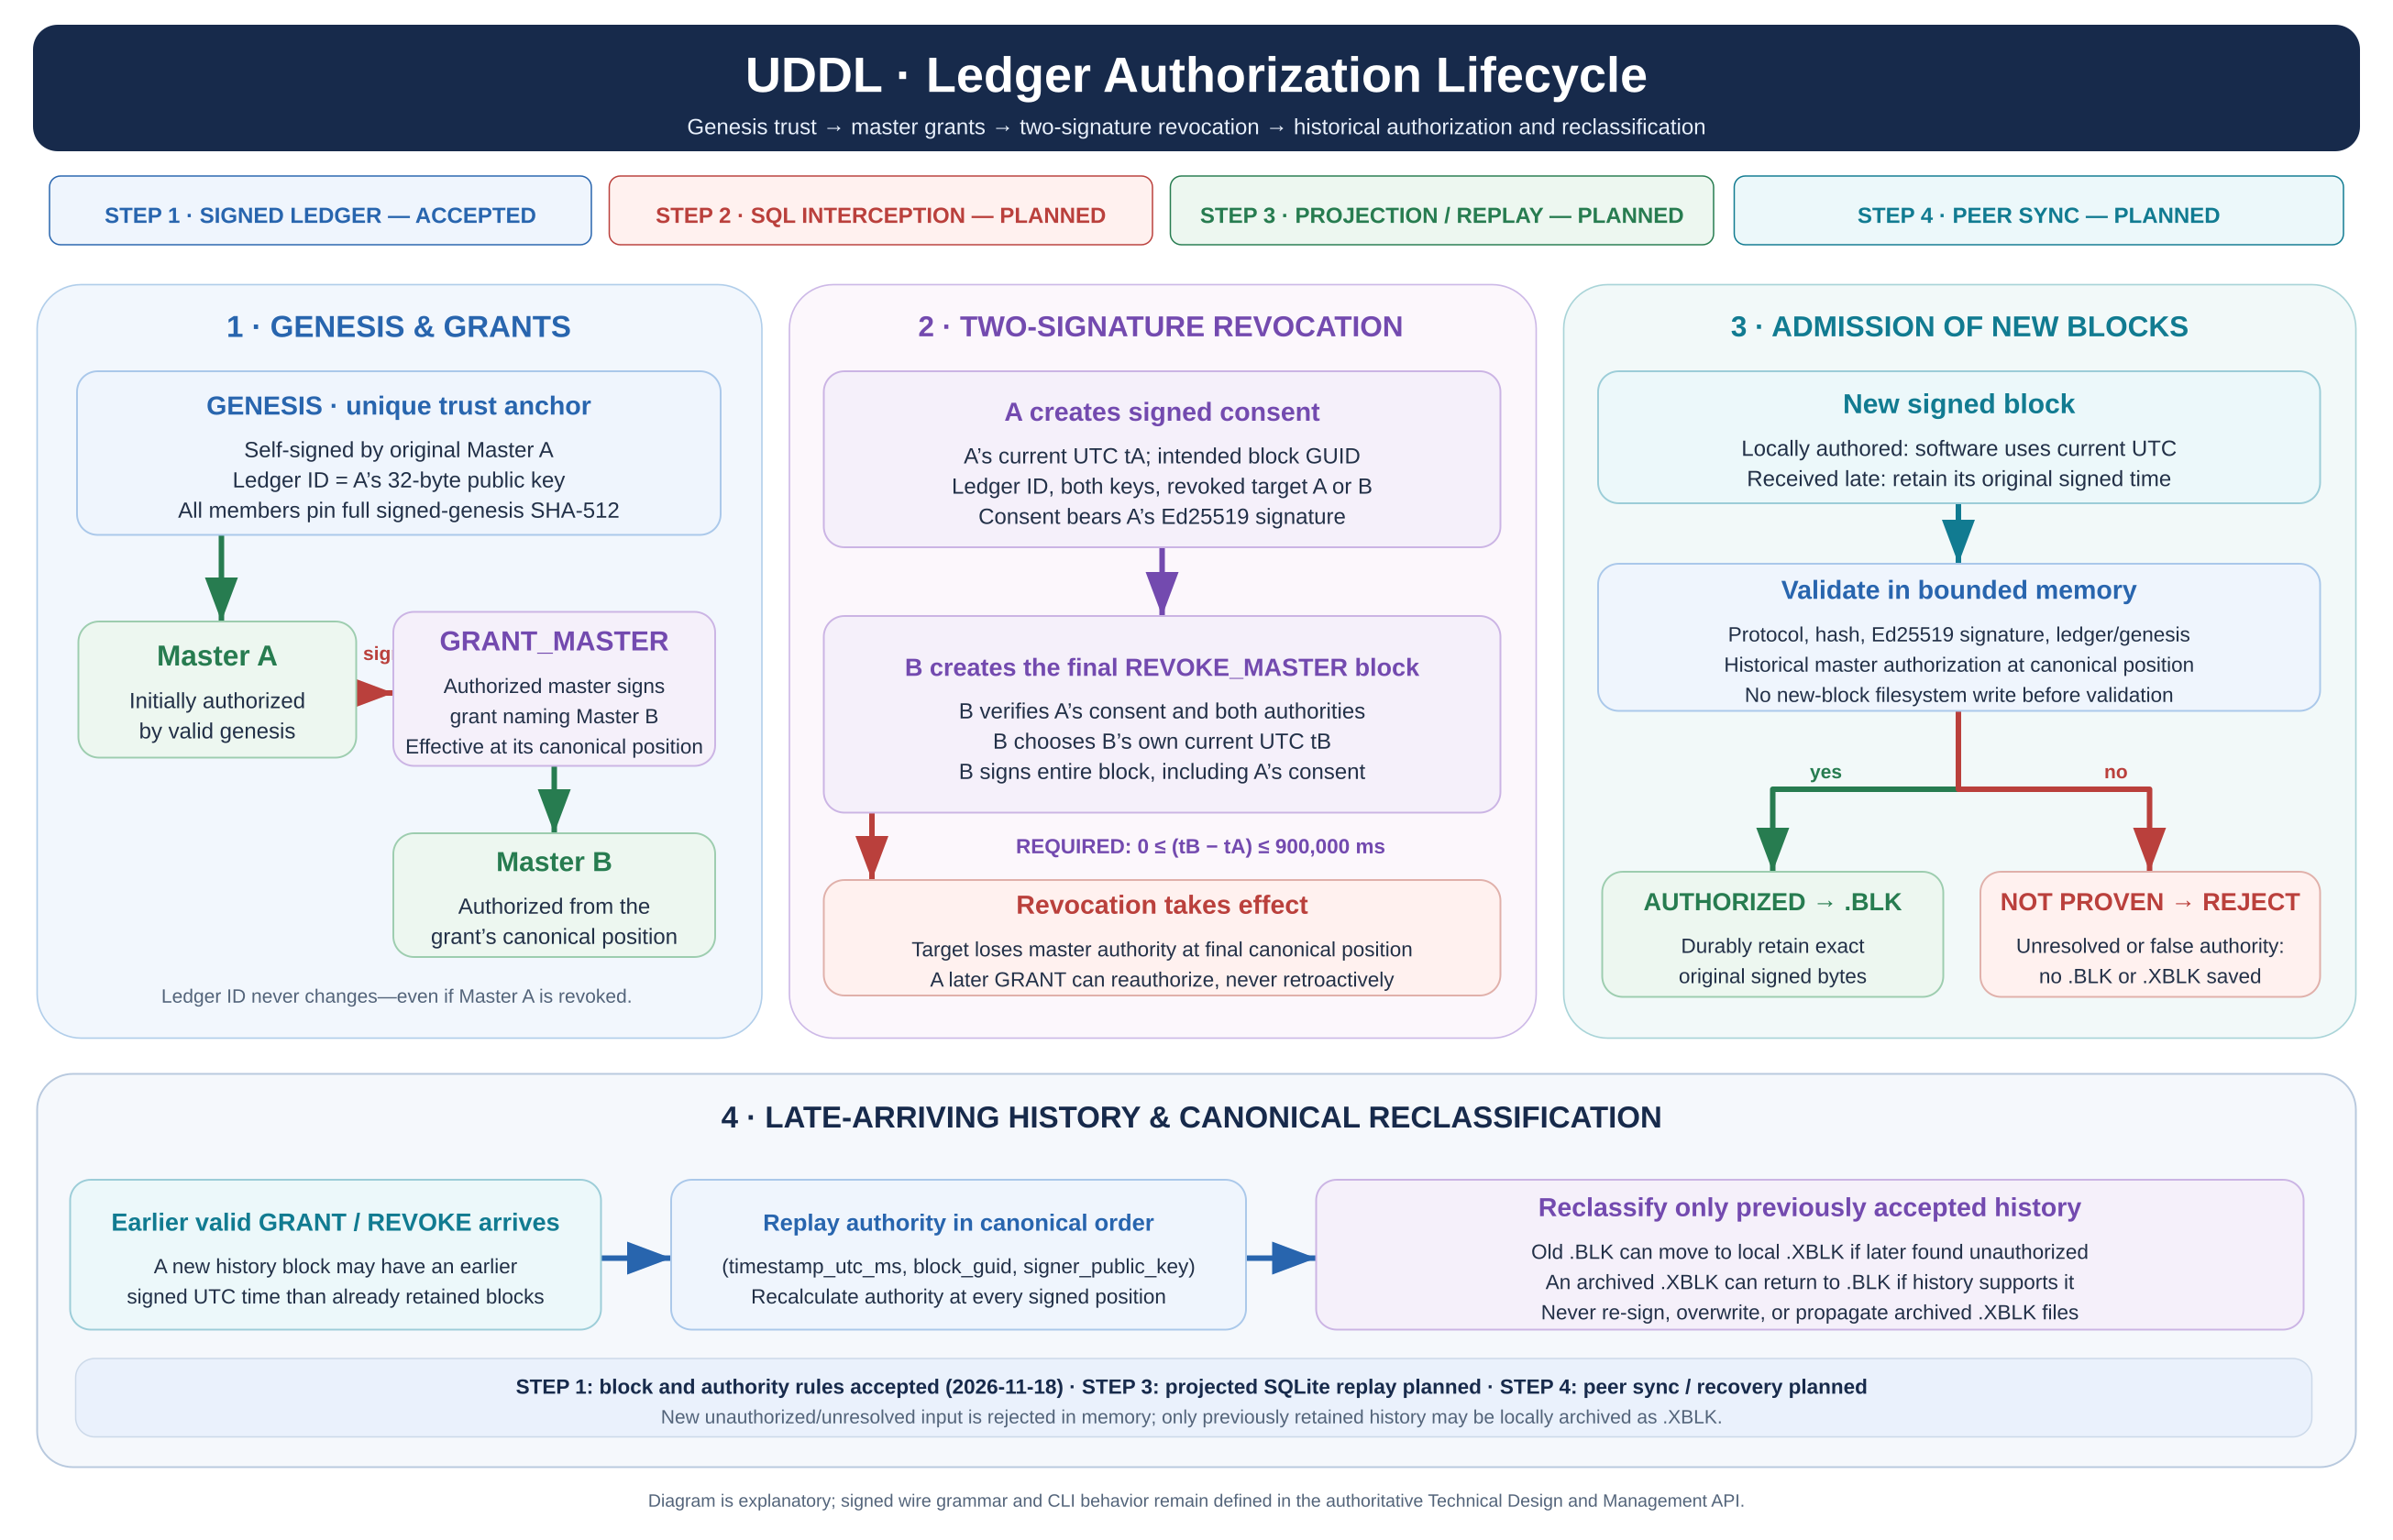 UDDL · Ledger Authorization Lifecycle
Genesis trust → master grants → two-signature revocation → historical authorization and reclassification
STEP 1 · SIGNED LEDGER — ACCEPTED
STEP 2 · SQL INTERCEPTION — PLANNED
STEP 3 · PROJECTION / REPLAY — PLANNED
STEP 4 · PEER SYNC — PLANNED
1 · GENESIS & GRANTS
GENESIS · unique trust anchor
Self-signed by original Master A
Ledger ID = A’s 32-byte public key
All members pin full signed-genesis SHA-512
Master A
Initially authorized
by valid genesis
GRANT_MASTER
Authorized master signs
grant naming Master B
Effective at its canonical position
Master B
Authorized from the
grant’s canonical position
Ledger ID never changes—even if Master A is revoked.
2 · TWO-SIGNATURE REVOCATION
A creates signed consent
A’s current UTC tA; intended block GUID
Ledger ID, both keys, revoked target A or B
Consent bears A’s Ed25519 signature
B creates the final REVOKE_MASTER block
B verifies A’s consent and both authorities
B chooses B’s own current UTC tB
B signs entire block, including A’s consent
REQUIRED: 0 ≤ (tB − tA) ≤ 900,000 ms
Revocation takes effect
Target loses master authority at final canonical position
A later GRANT can reauthorize, never retroactively
3 · ADMISSION OF NEW BLOCKS
New signed block
Locally authored: software uses current UTC
Received late: retain its original signed time
Validate in bounded memory
Protocol, hash, Ed25519 signature, ledger/genesis
Historical master authorization at canonical position
No new-block filesystem write before validation
yes
no
AUTHORIZED → .BLK
Durably retain exact
original signed bytes
NOT PROVEN → REJECT
Unresolved or false authority:
no .BLK or .XBLK saved
4 · LATE-ARRIVING HISTORY & CANONICAL RECLASSIFICATION
Earlier valid GRANT / REVOKE arrives
A new history block may have an earlier
signed UTC time than already retained blocks
Replay authority in canonical order
(timestamp_utc_ms, block_guid, signer_public_key)
Recalculate authority at every signed position
Reclassify only previously accepted history
Old .BLK can move to local .XBLK if later found unauthorized
An archived .XBLK can return to .BLK if history supports it
Never re-sign, overwrite, or propagate archived .XBLK files
STEP 1: block and authority rules accepted (2026-11-18) · STEP 3: projected SQLite replay planned · STEP 4: peer sync / recovery planned
New unauthorized/unresolved input is rejected in memory; only previously retained history may be locally archived as .XBLK.
Diagram is explanatory; signed wire grammar and CLI behavior remain defined in the authoritative Technical Design and Management API.